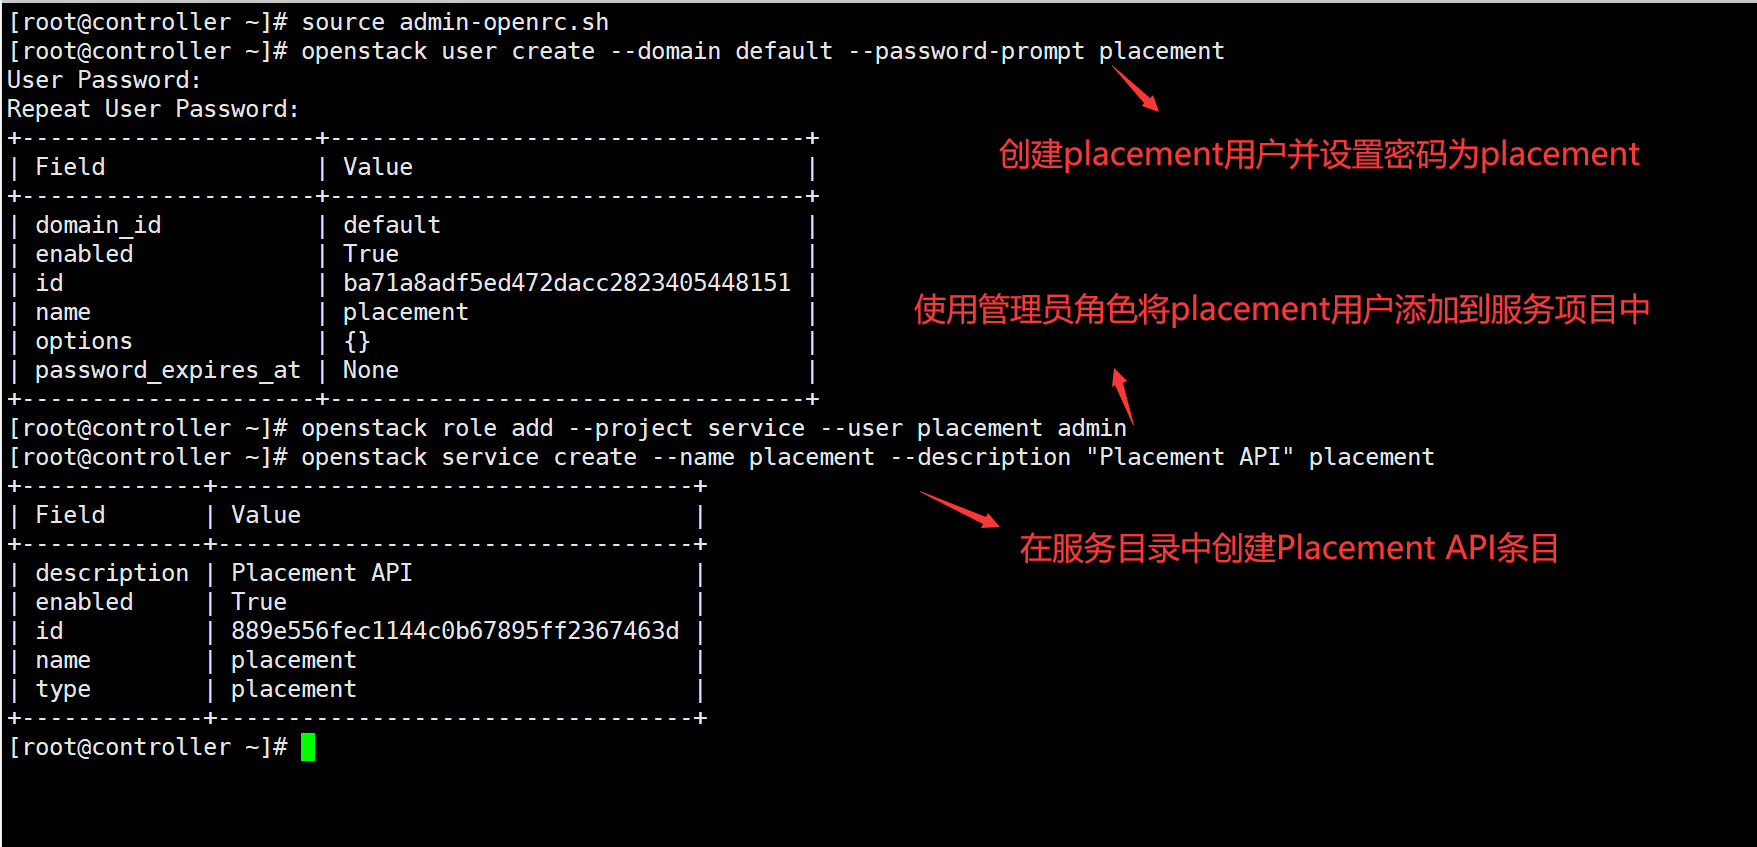 [root@controller ~]# source admin-openrc.sh
[root@controller ~]# openstack user create --domain default --password-prompt placement
User Password:
Repeat User Password:
+---------------------+----------------------------------+
创建placement用户并设置密码为placement
| Field               | Value                            |
+---------------------+----------------------------------+
| domain_id           | default                          |
| enabled             | True                             |
| id                  | ba71a8adf5ed472dacc2823405448151 |
| name                | placement                        |
使用管理员角色将placement用户添加到服务项目中
| options             | {}                               |
| password_expires_at | None                             |
+---------------------+----------------------------------+
[root@controller ~]# openstack role add --project service --user placement admin
[root@controller ~]# openstack service create --name placement --description "Placement API" placement
+-------------+----------------------------------+
| Field       | Value                            |
+-------------+----------------------------------+
在服务目录中创建Placement API条目
| description | Placement API                    |
| enabled     | True                             |
| id          | 889e556fec1144c0b67895ff2367463d |
| name        | placement                        |
| type        | placement                        |
+-------------+----------------------------------+
[root@controller ~]#